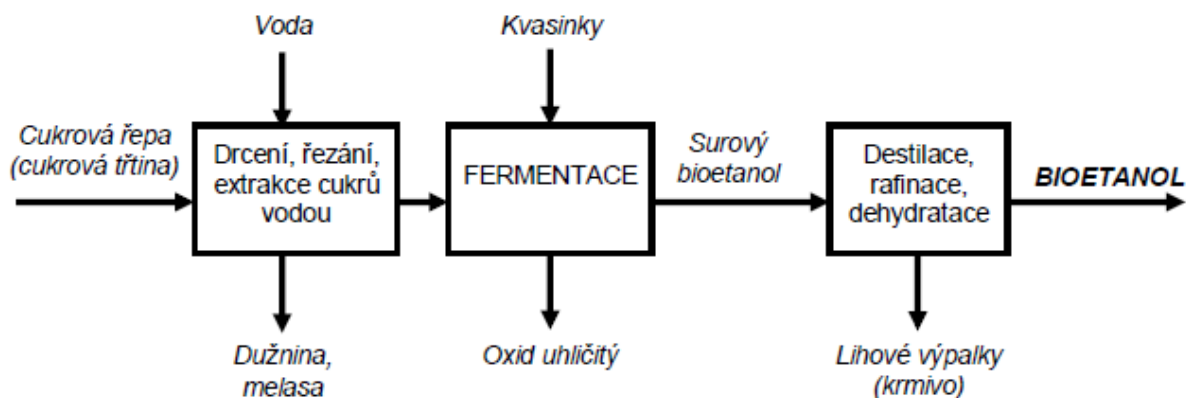 Voda
Kvasinky
Cukrová řepa
(cukrová třtina)
Drcení, řezání,
extrakce cukrů
vodou
FERMENTACE
Surový
bioetanol
Destilace,
rafinace,
dehydratace
BIOETANOL
Dužnina,
melasa
Oxid uhličitý
Lihové výpalky
(krmivo)